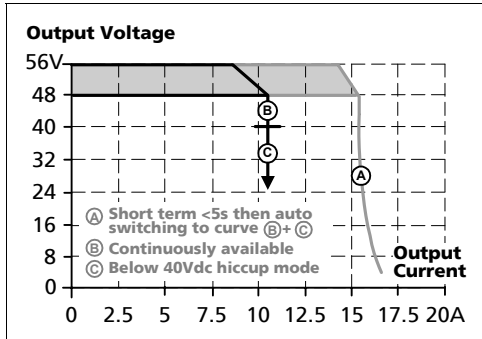 Output Voltage
56V
48
40
32
24
16
8
0
B
C
A
A Short term <5s then auto
switching to curve B+C
B Continuously available
C Below 40Vdc hiccup mode
Output
Current
0 2.5 5 7.5 10 12.5 15 17.5 20A